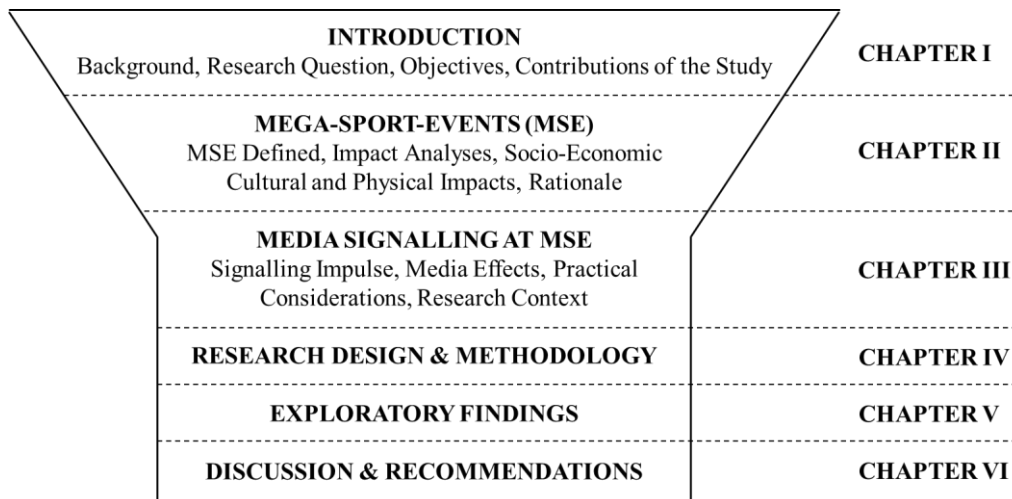 INTRODUCTION
Background, Research Question, Objectives, Contributions of the Study
CHAPTER I
MEGA-SPORT-EVENTS (MSE)
MSE Defined, Impact Analyses, Socio-Economic
Cultural and Physical Impacts, Rationale
CHAPTER II
MEDIA SIGNALLING AT MSE
Signalling Impulse, Media Effects, Practical
Considerations, Research Context
CHAPTER III
RESEARCH DESIGN & METHODOLOGY
CHAPTER IV
EXPLORATORY FINDINGS
CHAPTER V
DISCUSSION & RECOMMENDATIONS
CHAPTER VI